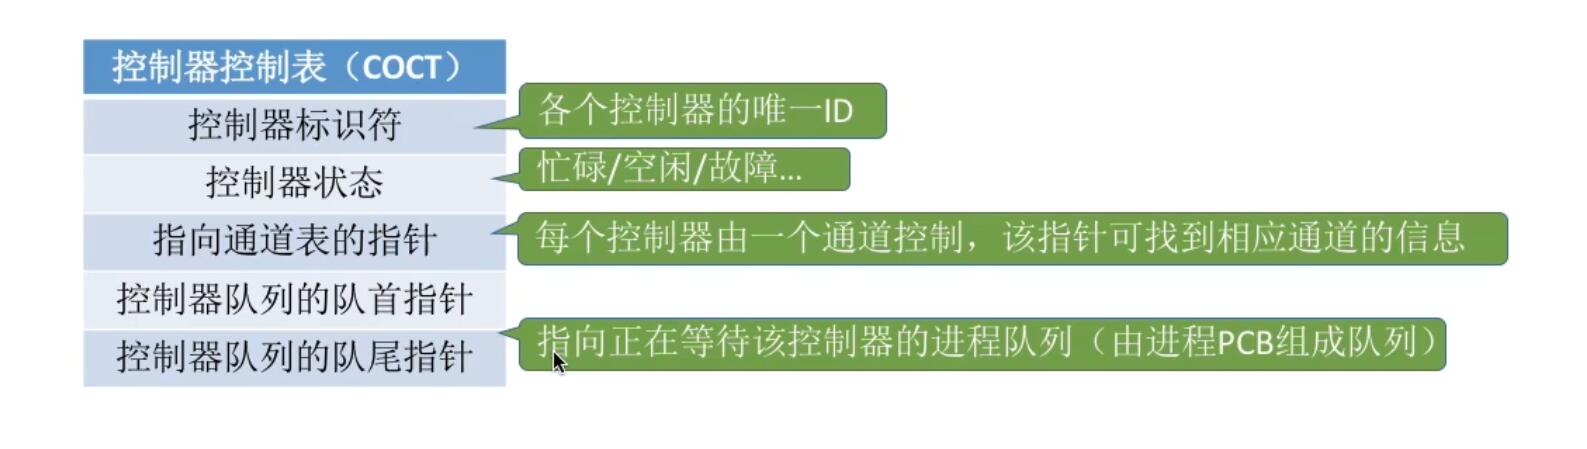 控制器控制表（COCT）
控制器标识符
各个控制器的唯一ID
控制器状态
忙碌/空闲/故障...
指向通道表的指针
每个控制器由一个通道控制，该指针可找到相应通道的信息
控制器队列的队首指针
控制器队列的队尾指针
指向正在等待该控制器的进程队列（由进程PCB组成队列）